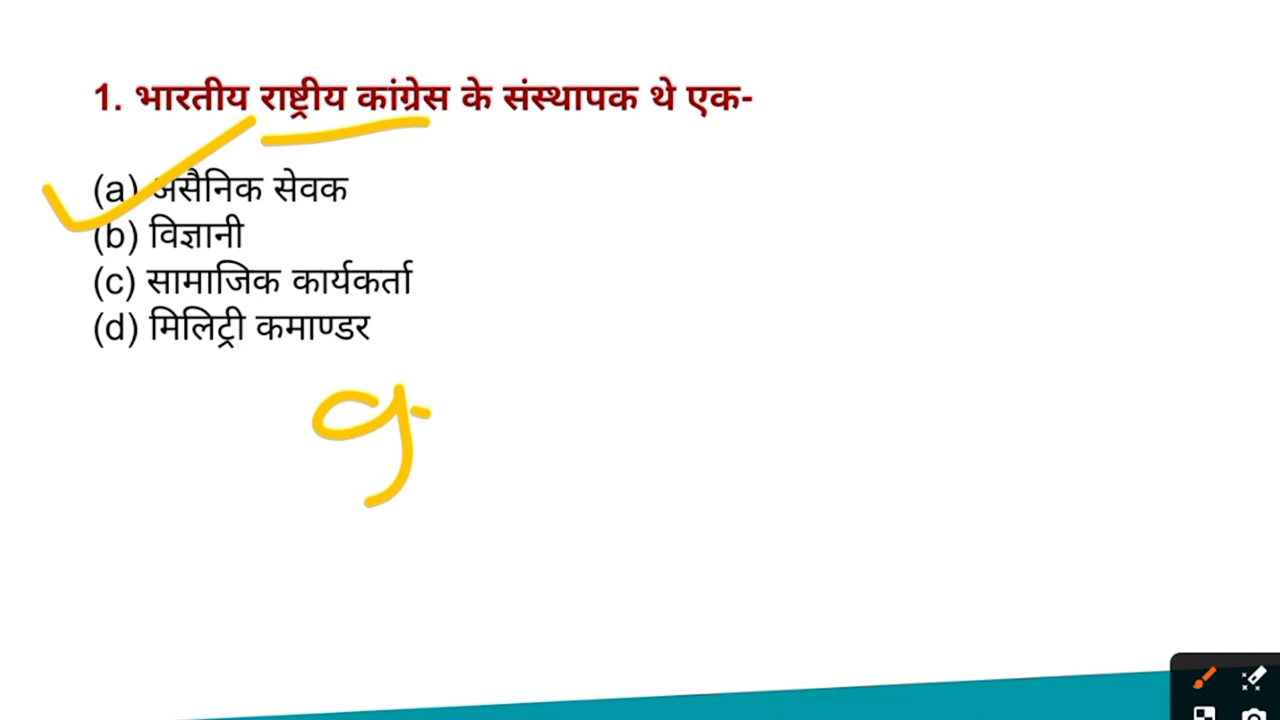 1. भारतीय राष्ट्रीय कांग्रेस के संस्थापक थे एक-
(a) असैनिक सेवक
(b) विज्ञानी
(c) सामाजिक कार्यकर्ता
(d) मिलिट्री कमाण्डर